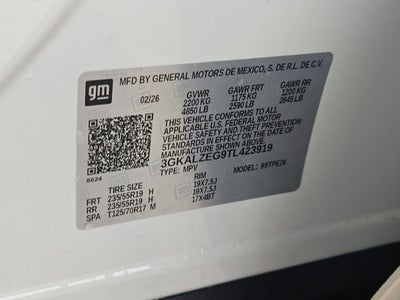 gm
MFD BY GENERAL MOTORS DE MEXICO, S. DE R.L. DE C.V.
02/26 GVWR GAWR FRT GAWR RR
2200 KG 1175 KG 1200 KG
4850 LB 2590 LB 2645 LB
THIS VEHICLE CONFORMS TO ALL APPLICABLE
U.S. FEDERAL MOTOR VEHICLE SAFETY, BUMPER, AND
THEFT PREVENTION STANDARDS IN EFFECT ON THE
DATE OF MANUFACTURE SHOWN ABOVE.
3GKALZEG9TL423919
TYPE: MPV 99TPE26
8624
TIRE SIZE RIM
FRT 235/55R19 H 19X7.5J
RR 235/55R19 H 19X7.5J
SPA T125/70R17 M 17X4BT